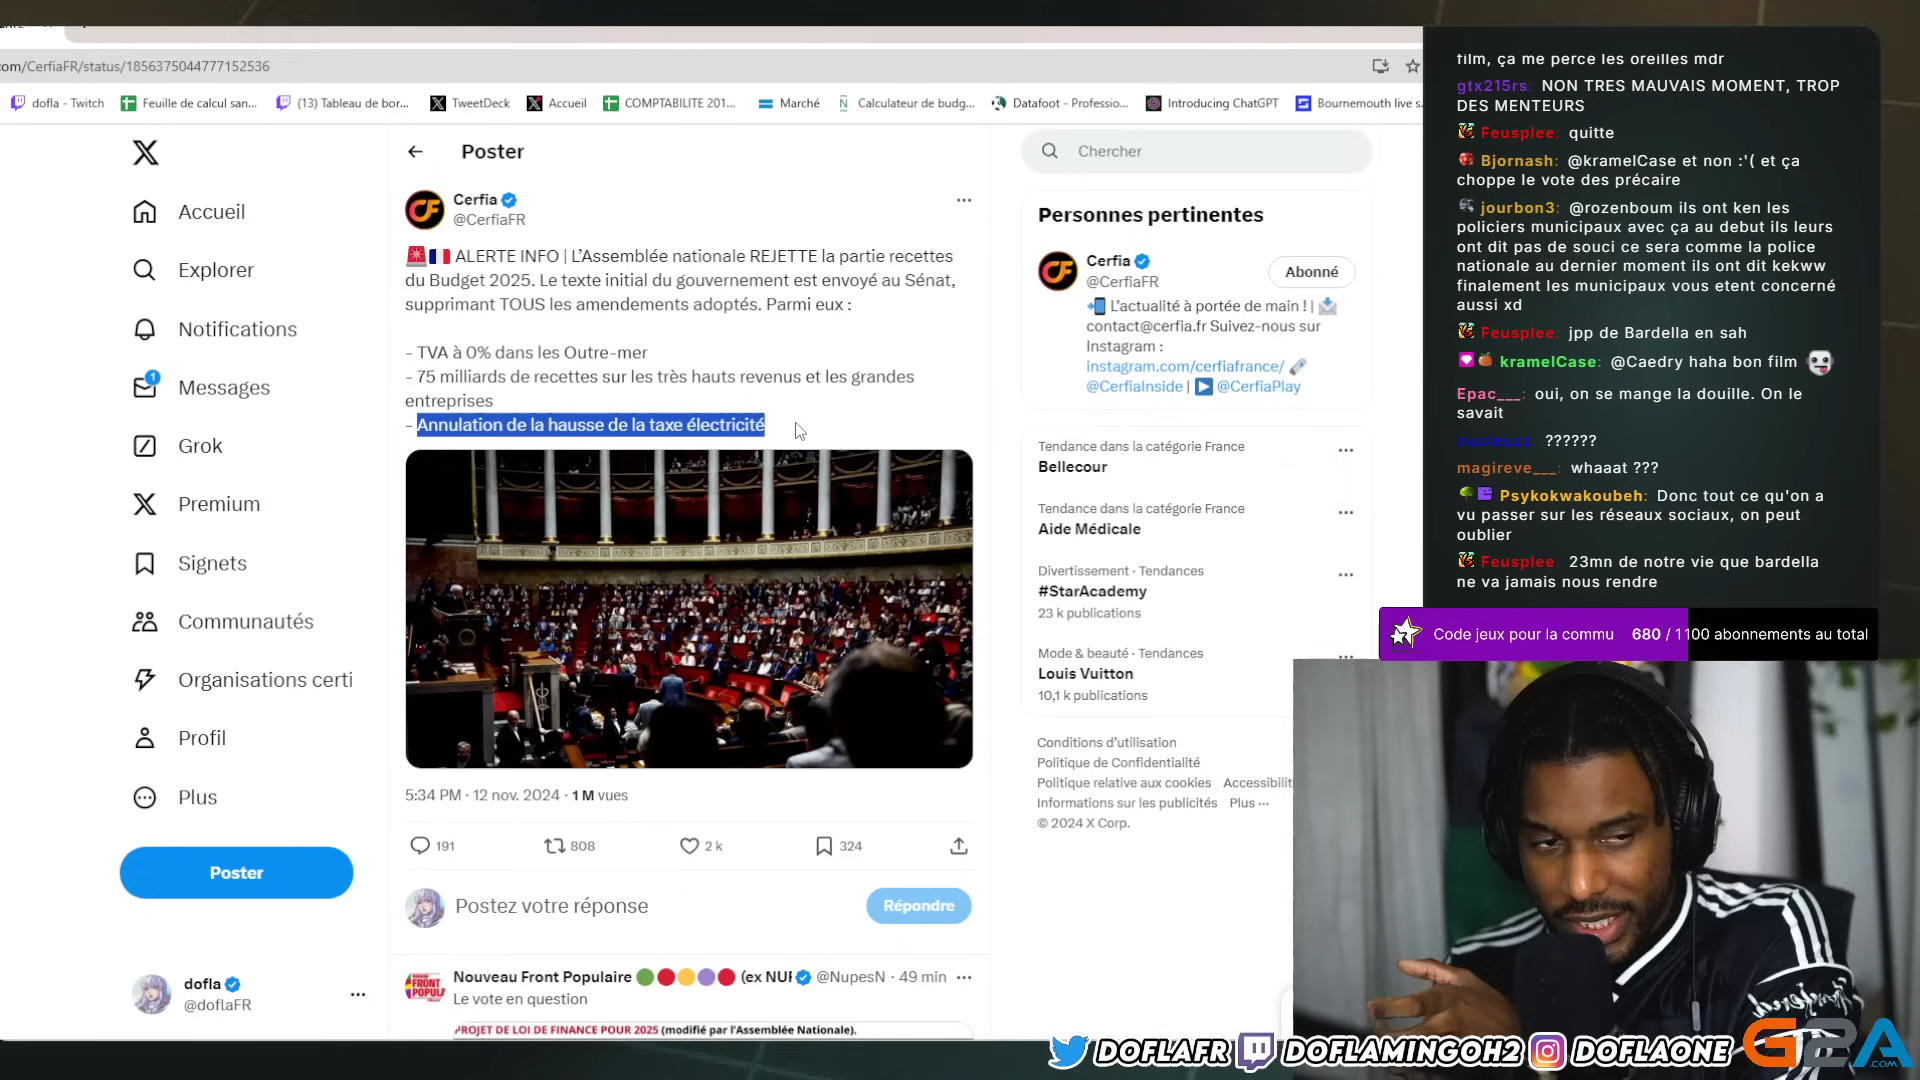 com/CerfiaFR/status/1856375044777152536
dofla - Twitch
Feuille de calcul san...
(13) Tableau de bor...
TweetDeck
Accueil
COMPTABILITE 201...
Marché
Calculateur de budg...
Datafoot - Professio...
Introducing ChatGPT
Bournemouth live s.
Accueil
Explorer
Notifications
1
Messages
Grok
Premium
Signets
Communautés
Organisations certi
Profil
Plus
Poster
dofla
@doflaFR
Poster
Cerfia
@CerfiaFR
ALERTE INFO | L'Assemblée nationale REJETTE la partie recettes
du Budget 2025. Le texte initial du gouvernement est envoyé au Sénat,
supprimant TOUS les amendements adoptés. Parmi eux :
- TVA à 0% dans les Outre-mer
- 75 milliards de recettes sur les très hauts revenus et les grandes
entreprises
- Annulation de la hausse de la taxe électricité
5:34 PM · 12 nov. 2024 · 1 M vues
191
808
2 k
324
Postez votre réponse
Répondre
Nouveau Front Populaire (ex NUI @NupesN · 49 min
Le vote en question
FRONT
POPUL
PROJET DE LOI DE FINANCE POUR 2025 (modifié par l'Assemblée Nationale).
Chercher
Personnes pertinentes
Cerfia
@CerfiaFR
Abonné
L'actualité à portée de main ! |
contact@cerfia.fr Suivez-nous sur
Instagram :
instagram.com/cerfiafrance/
@CerfiaInside | @CerfiaPlay
Tendance dans la catégorie France
Bellecour
Tendance dans la catégorie France
Aide Médicale
Divertissement · Tendances
#StarAcademy
23 k publications
Mode & beauté · Tendances
Louis Vuitton
10,1 k publications
Conditions d'utilisation
Politique de Confidentialité
Politique relative aux cookies Accessibilit
Informations sur les publicités Plus ...
© 2024 X Corp.
film, ça me perce les oreilles mdr
gtx215rs: NON TRES MAUVAIS MOMENT, TROP
DES MENTEURS
Feusplee: quitte
Bjornash: @kramelCase et non :'( et ça
choppe le vote des précaire
jourbon3: @rozenboum ils ont ken les
policiers municipaux avec ça au debut ils leurs
ont dit pas de souci ce sera comme la police
nationale au dernier moment ils ont dit kekww
finalement les municipaux vous etent concerné
aussi xd
Feusplee: jpp de Bardella en sah
kramelCase: @Caedry haha bon film
Epac___: oui, on se mange la douille. On le
savait
??????
magireve___: whaaat ???
Psykokwakoubeh: Donc tout ce qu'on a
vu passer sur les réseaux sociaux, on peut
oublier
Feusplee: 23mn de notre vie que bardella
ne va jamais nous rendre
Code jeux pour la commu 680 / 1100 abonnements au total
DOFLAFR
DOFLAMINGOH2
DOFLAONE
G2A
.COM